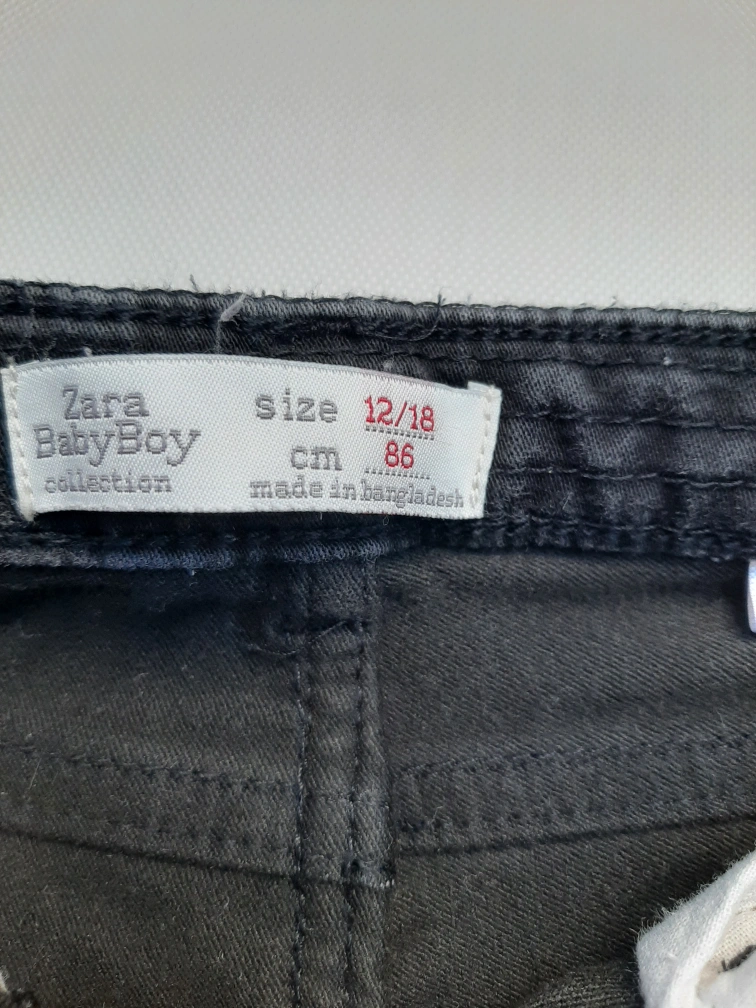 Zara
BabyBoy
collection
size 12/18
cm 86
made in bangladesh